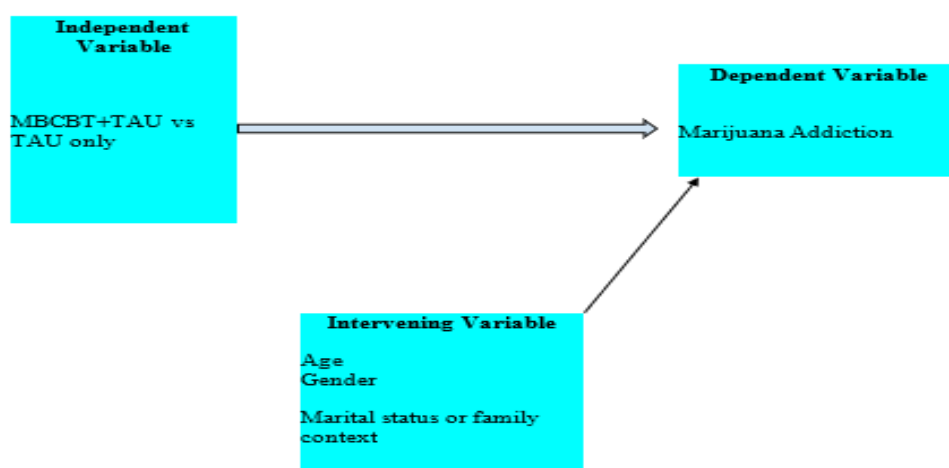 Independent
Variable
MBCBT+TAU vs
TAU only
Dependent Variable
Marijuana Addiction
Intervening Variable
Age
Gender
Marital status or family
context